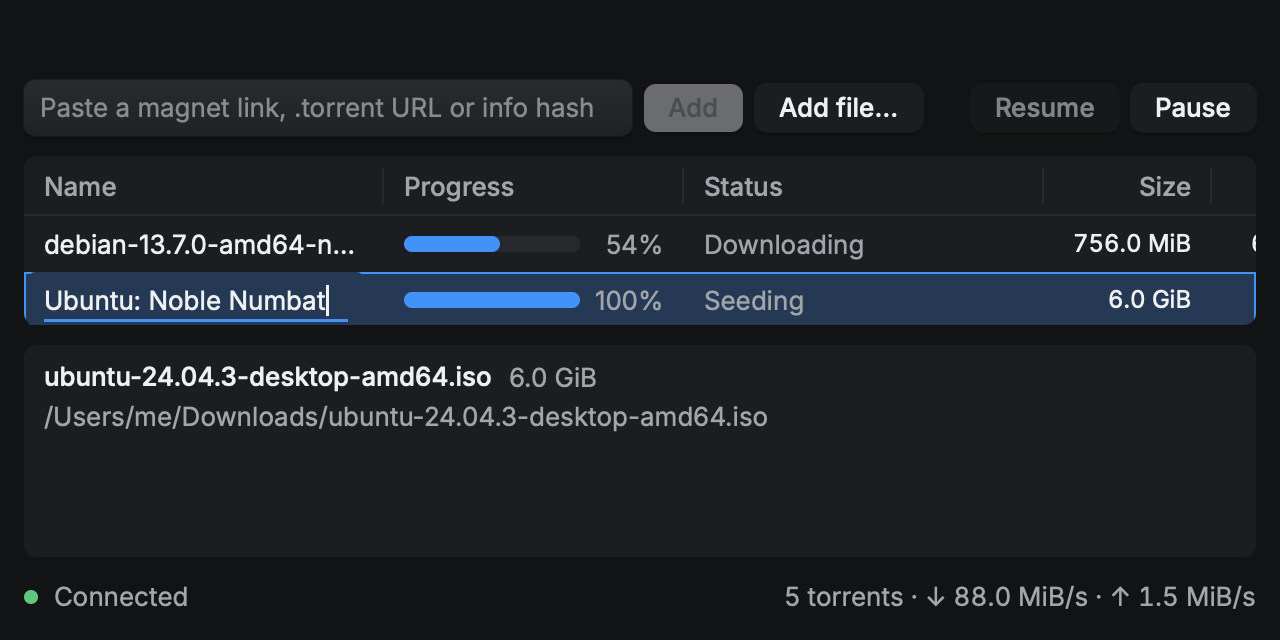 Paste a magnet link, .torrent URL or info hash Add Add file... Resume Pause
Name Progress Status Size
debian-13.7.0-amd64-n... 54% Downloading 756.0 MiB
Ubuntu: Noble Numbat 100% Seeding 6.0 GiB
ubuntu-24.04.3-desktop-amd64.iso 6.0 GiB
/Users/me/Downloads/ubuntu-24.04.3-desktop-amd64.iso
Connected 5 torrents · ↓ 88.0 MiB/s · ↑ 1.5 MiB/s